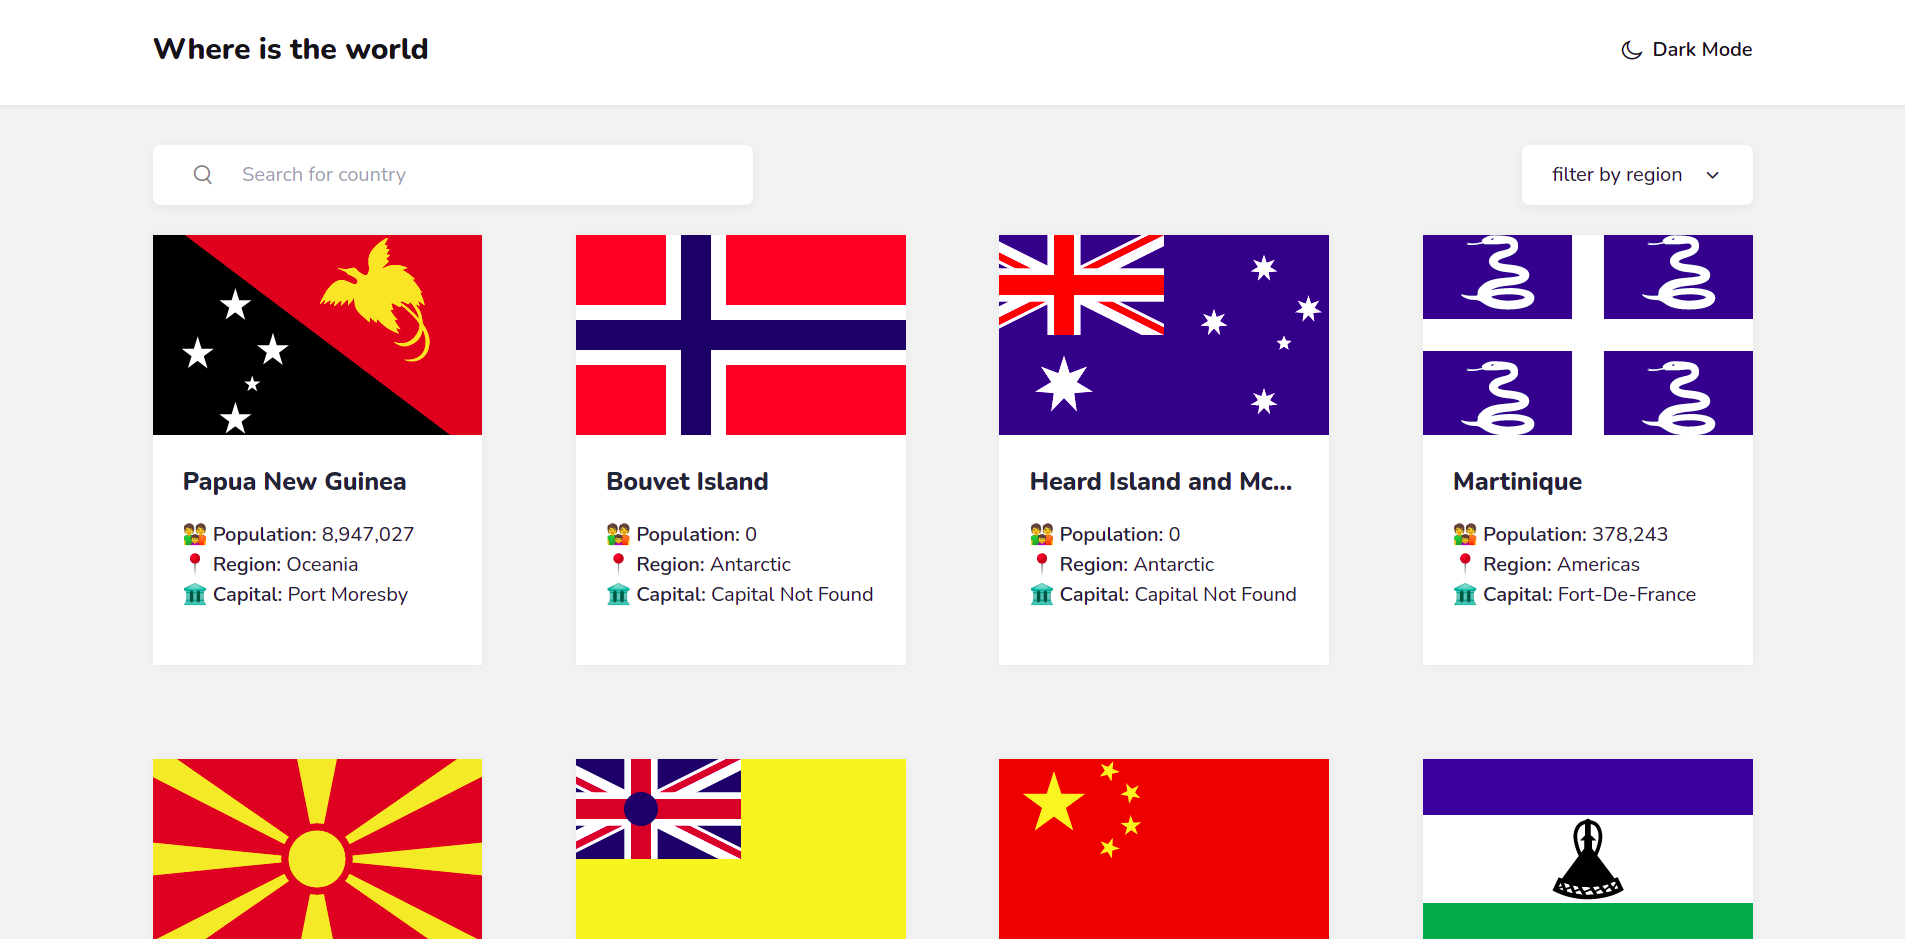 Where is the world
Dark Mode
Search for country
filter by region
Papua New Guinea
Population: 8,947,027
Region: Oceania
Capital: Port Moresby
Bouvet Island
Population: 0
Region: Antarctic
Capital: Capital Not Found
Heard Island and Mc...
Population: 0
Region: Antarctic
Capital: Capital Not Found
Martinique
Population: 378,243
Region: Americas
Capital: Fort-De-France